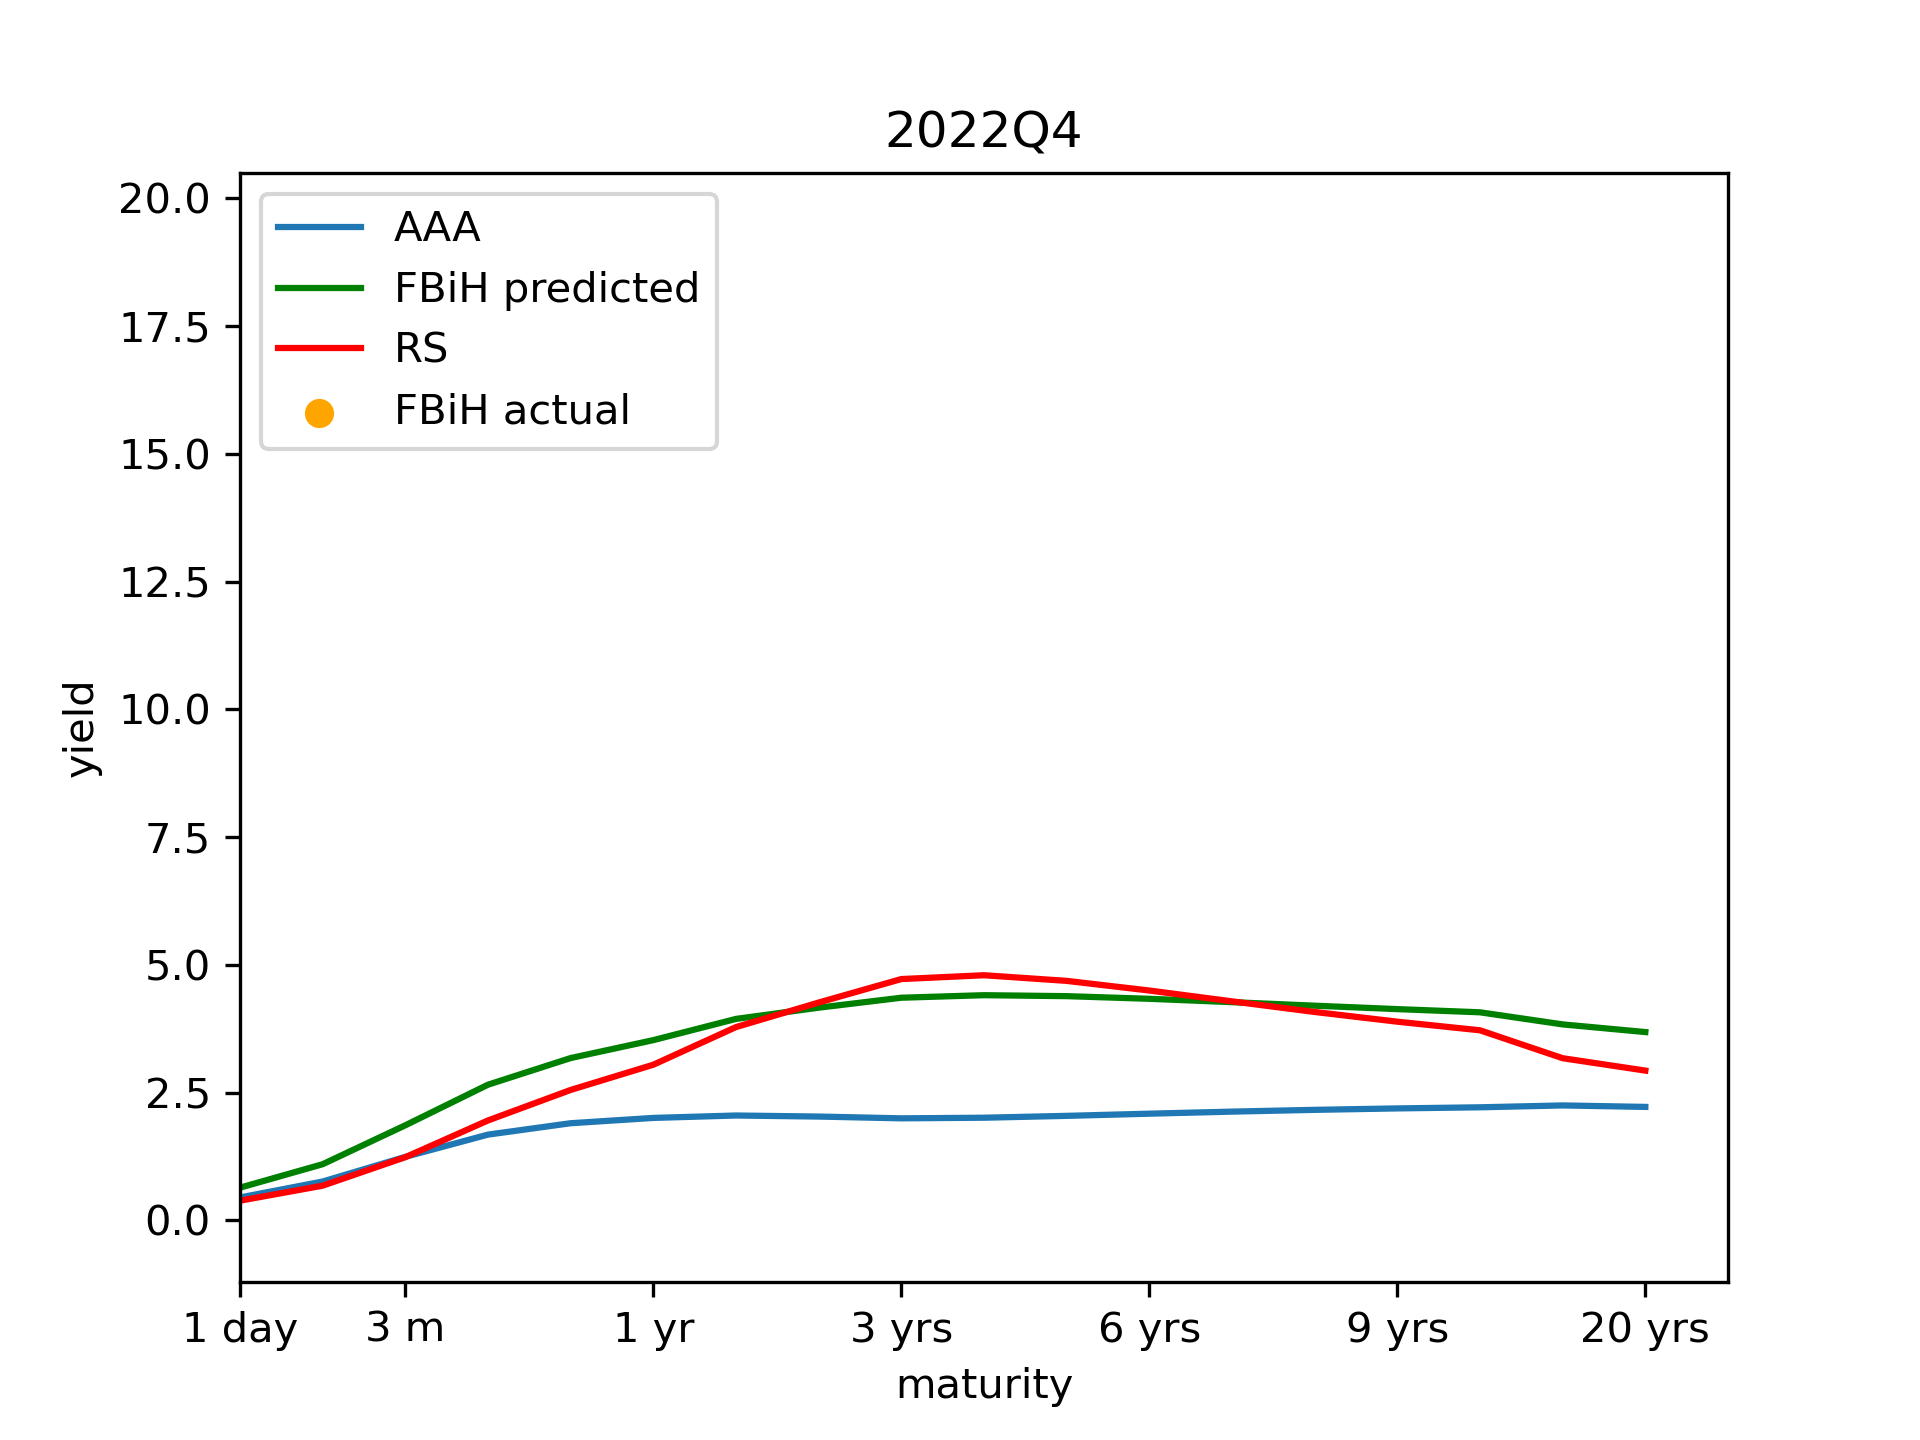 2022Q4
20.0
17.5
15.0
12.5
10.0
7.5
5.0
2.5
0.0
yield
AAA
FBiH predicted
RS
FBiH actual
1 day 3 m 1 yr 3 yrs 6 yrs 9 yrs 20 yrs
maturity